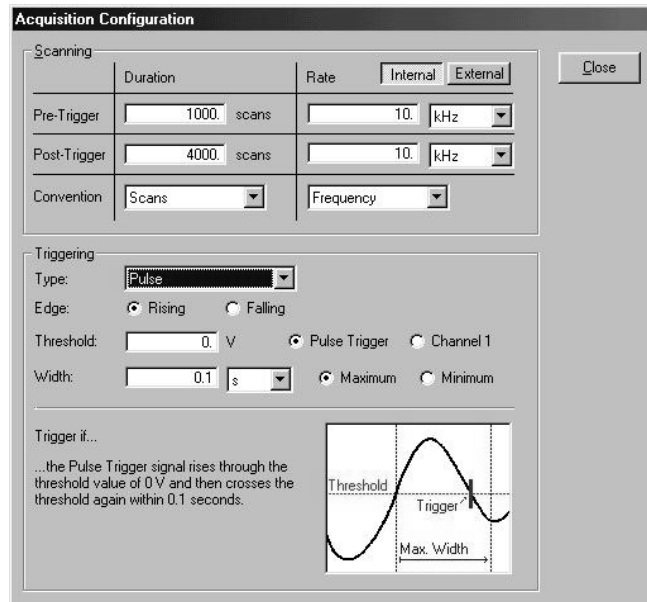 Acquisition Configuration
Scanning
Close
Duration
Rate
Internal
External
Pre-Trigger
1000.
scans
10.
kHz
Post-Trigger
4000.
scans
10.
kHz
Convention
Scans
Frequency
Triggering
Type:
Pulse
Edge:
Rising
Falling
Threshold:
0.
V
Pulse Trigger
Channel 1
Width:
0.1
s
Maximum
Minimum
Trigger if...
...the Pulse Trigger signal rises through the
threshold value of 0 V and then crosses the
threshold again within 0.1 seconds.
Threshold
Trigger
Max. Width